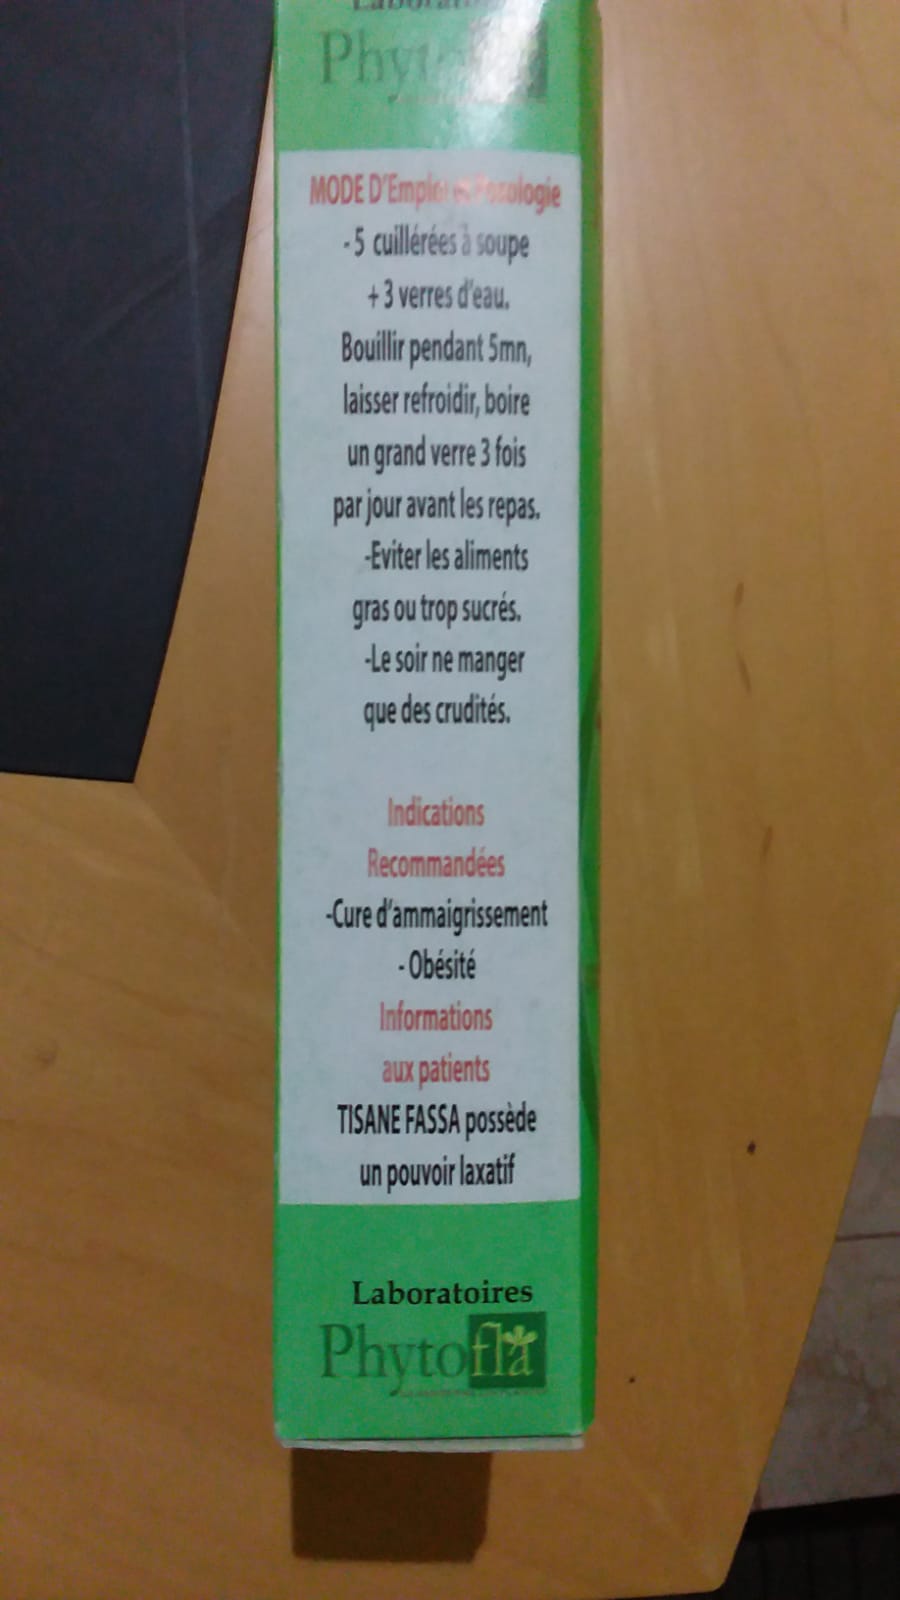 Phyto
MODE D'Emploi et Posologie
- 5 cuillérées à soupe
+ 3 verres d'eau.
Bouillir pendant 5mn,
laisser refroidir, boire
un grand verre 3 fois
par jour avant les repas.
-Eviter les aliments
gras ou trop sucrés.
-Le soir ne manger
que des crudités.
Indications
Recommandées
-Cure d'ammaigrissement
- Obésité
Informations
aux patients
TISANE FASSA possède
un pouvoir laxatif
Laboratoires
Phytofla